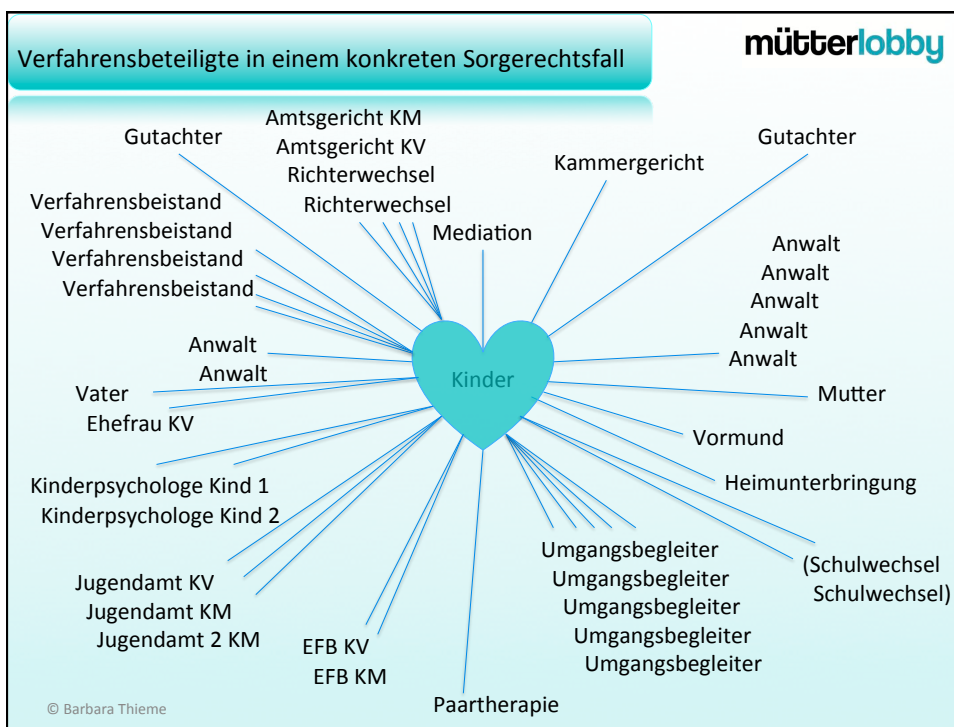 Verfahrensbeteiligte in einem konkreten Sorgerechtsfall
mütterlobby
Gutachter
Amtsgericht KM
Amtsgericht KV
Richterwechsel
Richterwechsel
Mediation
Kammergericht
Gutachter
Verfahrensbeistand
Verfahrensbeistand
Verfahrensbeistand
Verfahrensbeistand
Anwalt
Anwalt
Anwalt
Anwalt
Anwalt
Anwalt
Anwalt
Kinder
Vater
Ehefrau KV
Mutter
Vormund
Heimunterbringung
Kinderpsychologe Kind 1
Kinderpsychologe Kind 2
(Schulwechsel
Schulwechsel)
Umgangsbegleiter
Umgangsbegleiter
Umgangsbegleiter
Umgangsbegleiter
Umgangsbegleiter
Jugendamt KV
Jugendamt KM
Jugendamt 2 KM
EFB KV
EFB KM
Paartherapie
© Barbara Thieme